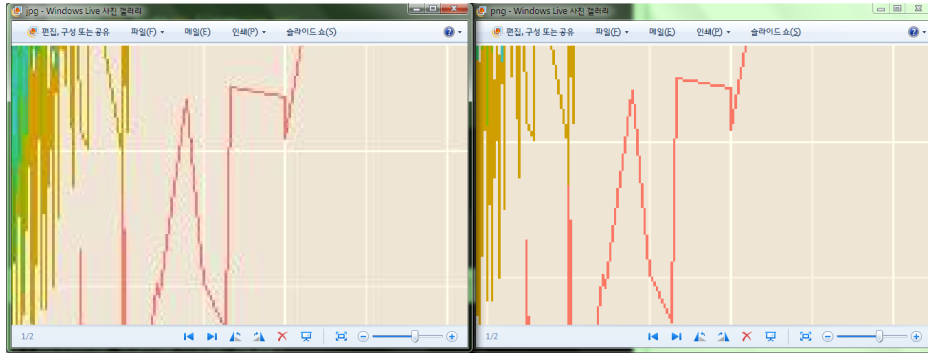 jpg - Windows Live 사진 갤러리
편집, 구성 또는 공유 파일(F) 메일(E) 인쇄(P) 슬라이드 쇼(S)
1/2
png - Windows Live 사진 갤러리
편집, 구성 또는 공유 파일(F) 메일(E) 인쇄(P) 슬라이드 쇼(S)
1/2